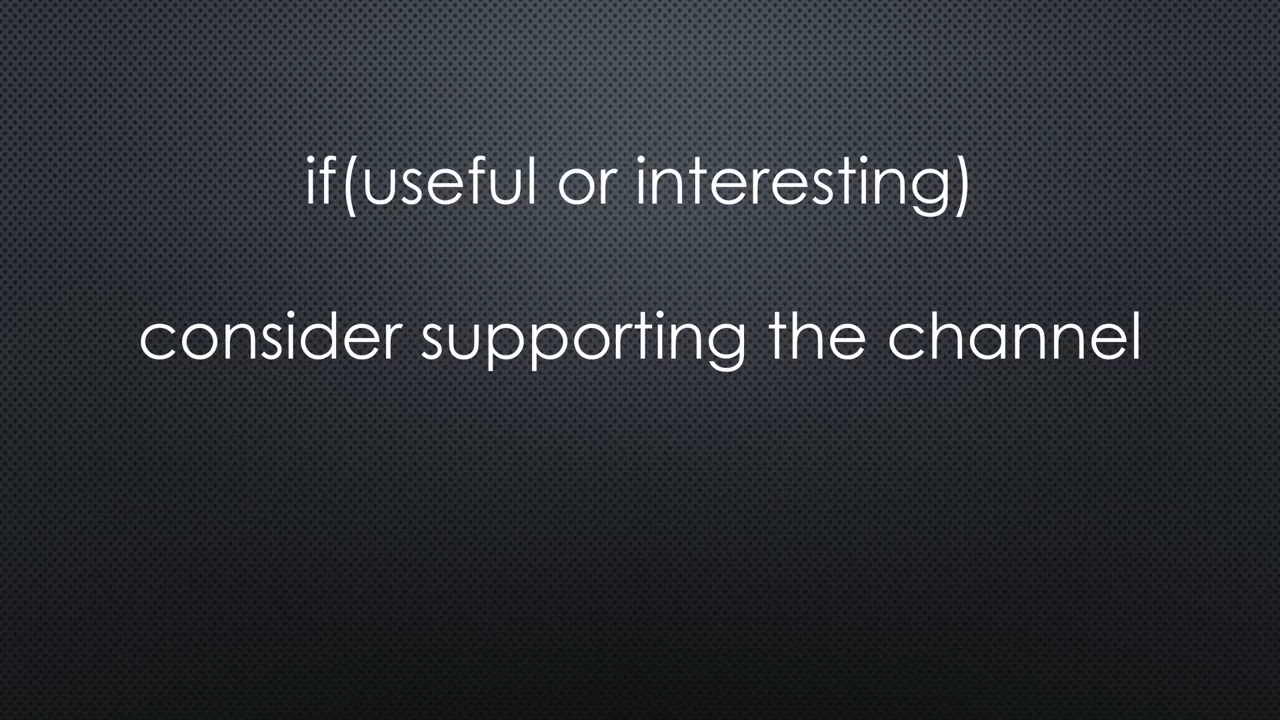 if(useful or interesting)
consider supporting the channel